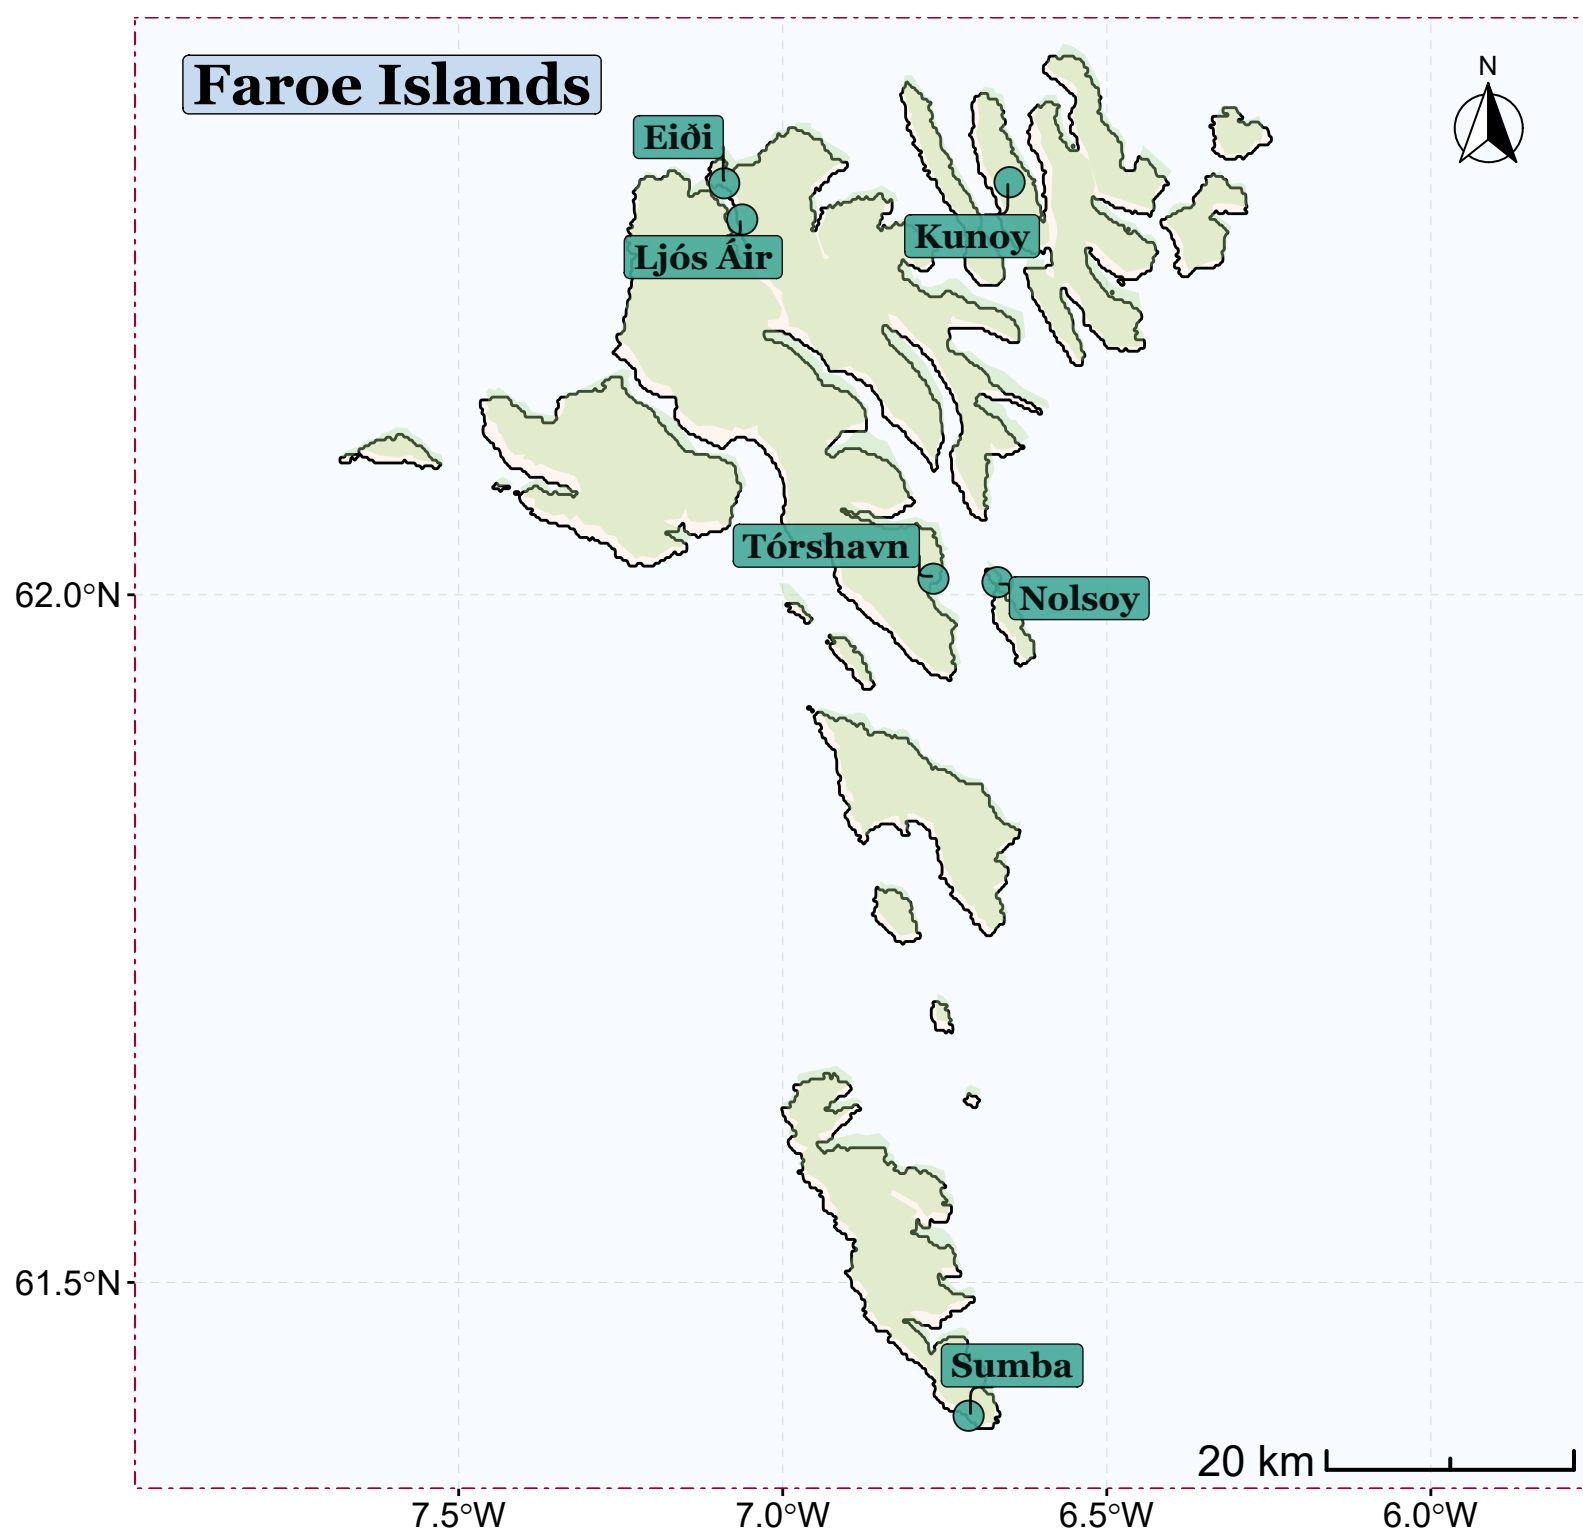 Faroe Islands
N
Eiði
Ljós Áir
Kunoy
Tórshavn
Nolsoy
62.0°N
61.5°N
Sumba
20 km
7.5°W
7.0°W
6.5°W
6.0°W